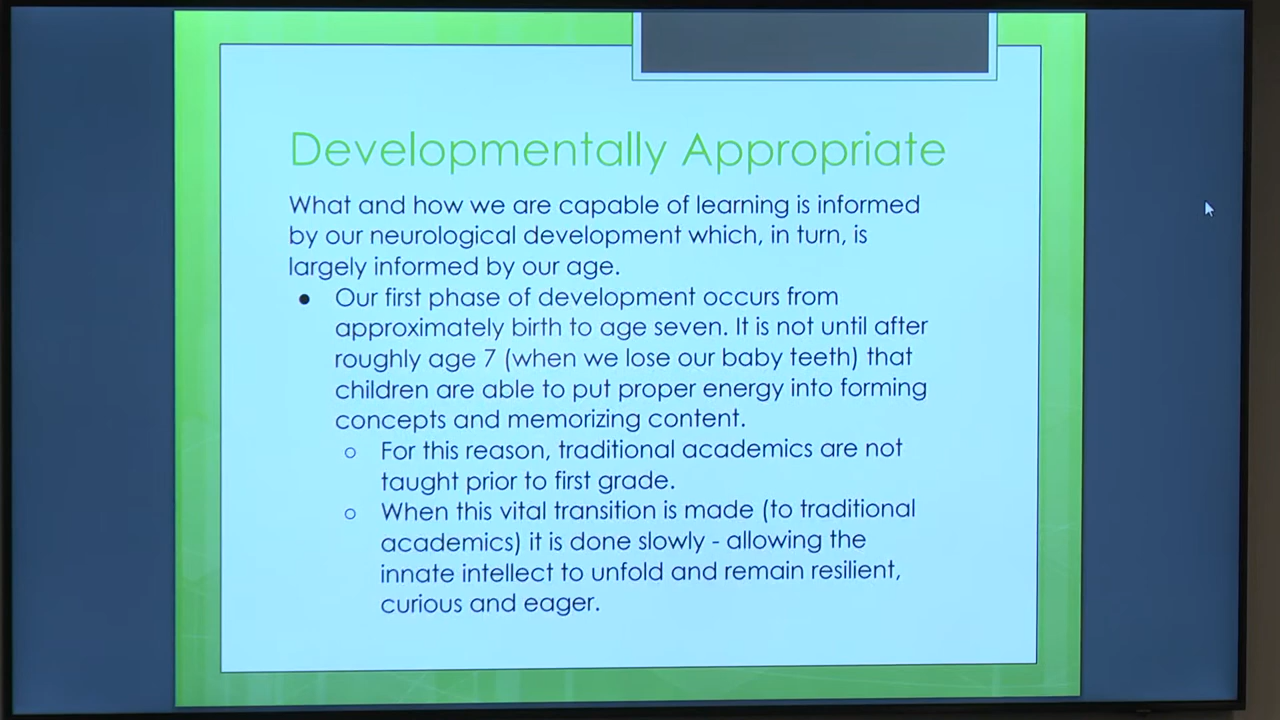 Developmentally Appropriate
What and how we are capable of learning is informed
by our neurological development which, in turn, is
largely informed by our age.
● Our first phase of development occurs from
approximately birth to age seven. It is not until after
roughly age 7 (when we lose our baby teeth) that
children are able to put proper energy into forming
concepts and memorizing content.
○ For this reason, traditional academics are not
taught prior to first grade.
○ When this vital transition is made (to traditional
academics) it is done slowly - allowing the
innate intellect to unfold and remain resilient,
curious and eager.